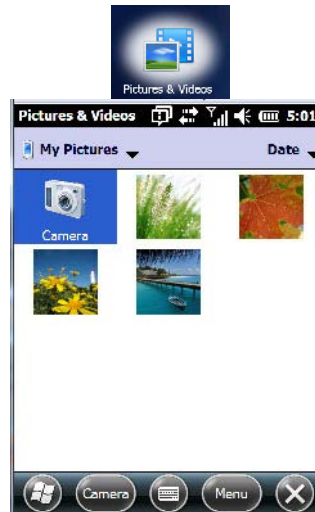 Pictures & Videos
Pictures & Videos 5:01
My Pictures Date
Camera
Camera Menu